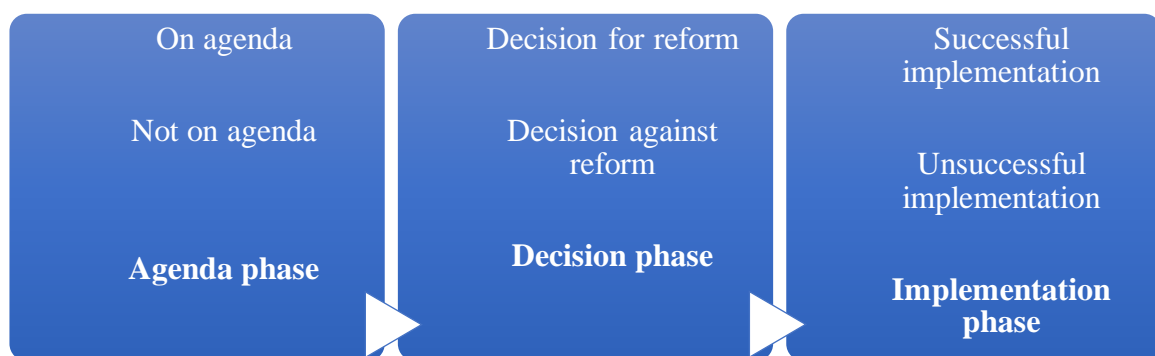 On agenda
Not on agenda
Agenda phase
Decision for reform
Decision against
reform
Decision phase
Successful
implementation
Unsuccessful
implementation
Implementation
phase